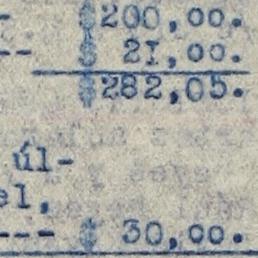 - $200,00.
-- $ 21,00.
$282,05.
úl-
el,
--- $ 30,00.